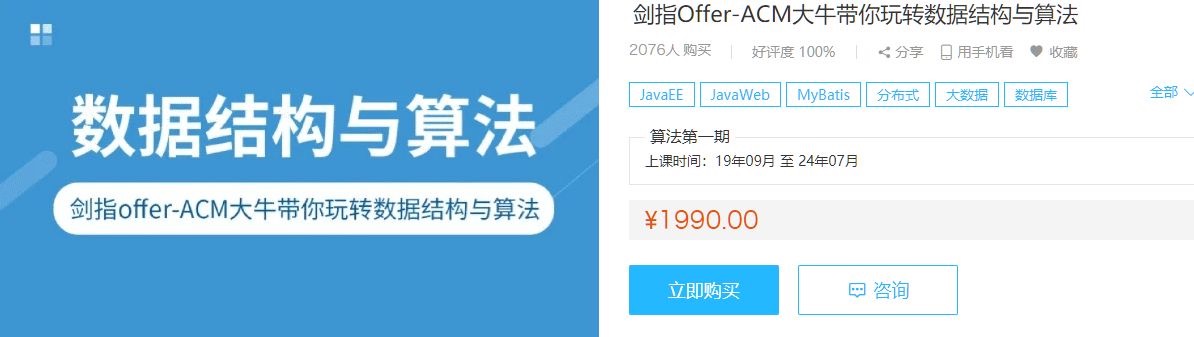 数据结构与算法
剑指offer-ACM大牛带你玩转数据结构与算法
剑指Offer-ACM大牛带你玩转数据结构与算法
2076人 购买 好评度 100% 分享 用手机看 收藏
JavaEE JavaWeb MyBatis 分布式 大数据 数据库 全部
算法第一期
上课时间：19年09月 至 24年07月
¥1990.00
立即购买 咨询